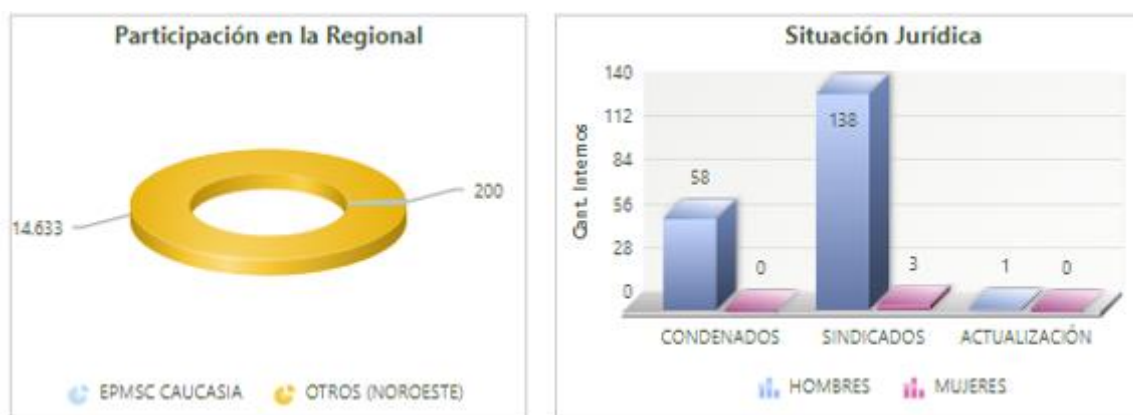 Participación en la Regional
14.633
200
EPMSC CAUCASIA
OTROS (NOROESTE)
Situación Jurídica
Cant. Internos
140
112
84
56
28
0
58
0
138
3
1
0
CONDENADOS
SINDICADOS
ACTUALIZACIÓN
HOMBRES
MUJERES